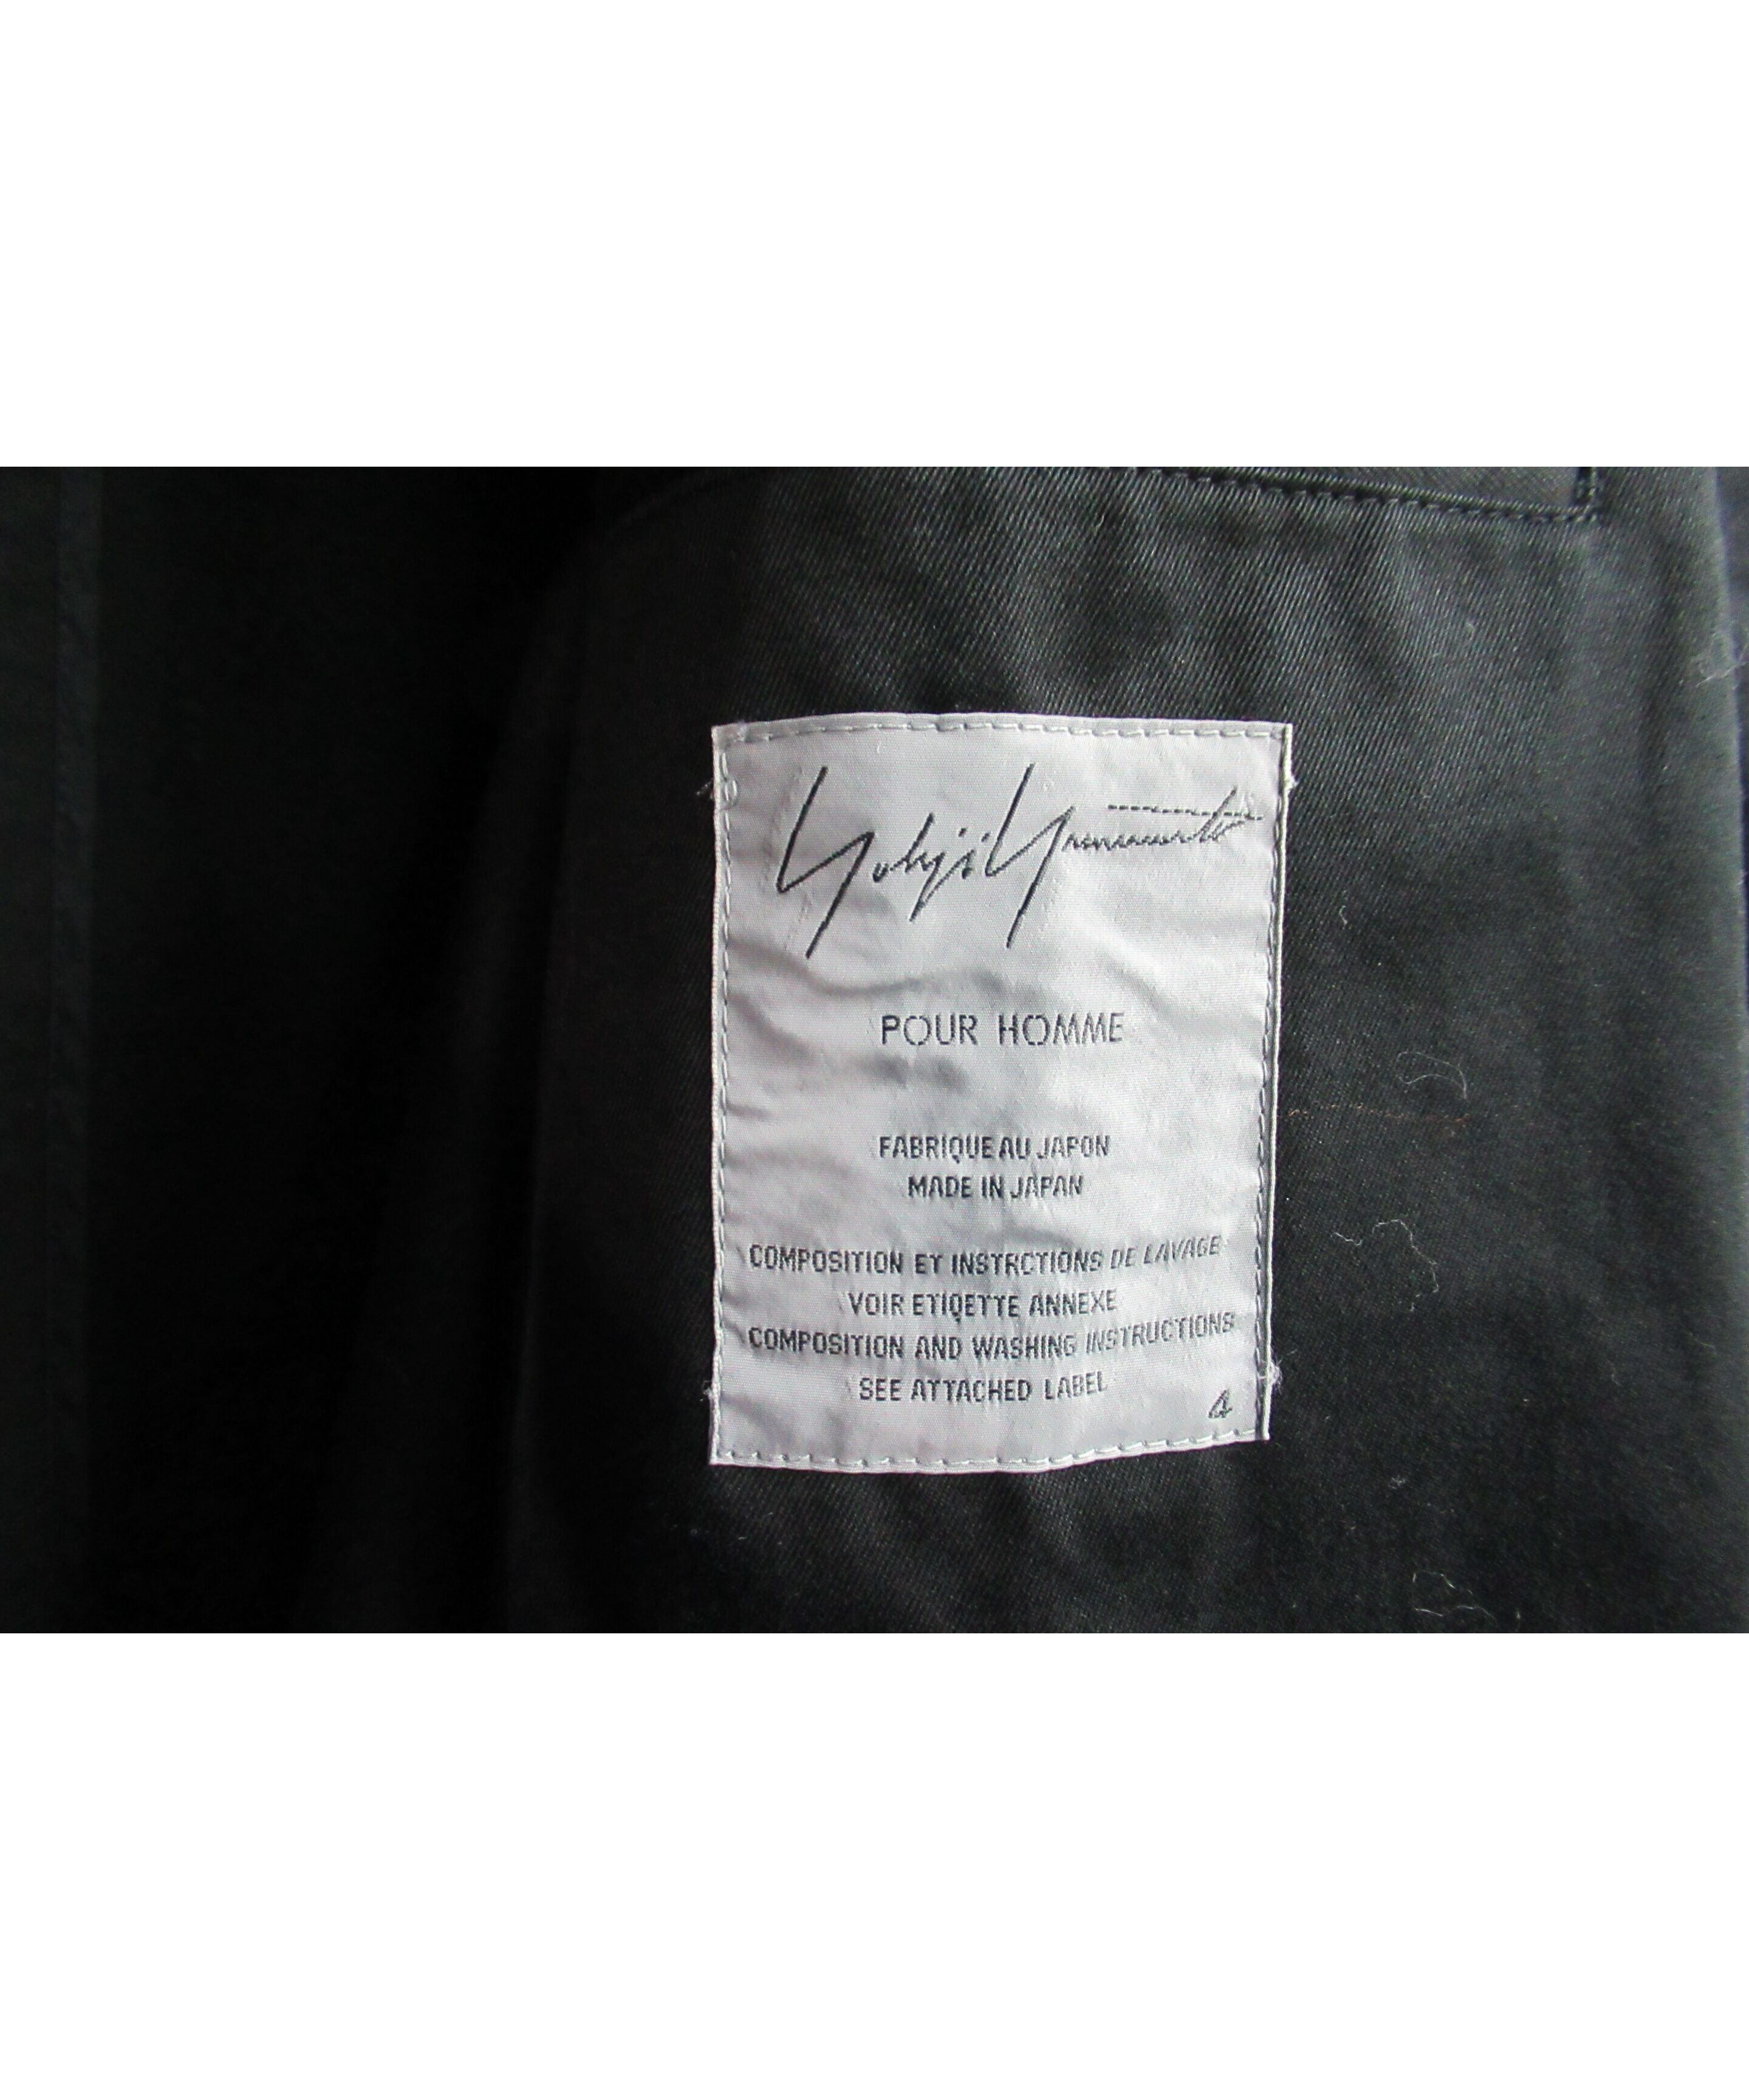 Yohji Yamamoto
POUR HOMME
FABRIQUE AU JAPON
MADE IN JAPAN
COMPOSITION ET INSTRCTIONS DE LAVAGE
VOIR ETIQETTE ANNEXE
COMPOSITION AND WASHING INSTRUCTIONS
SEE ATTACHED LABEL
4